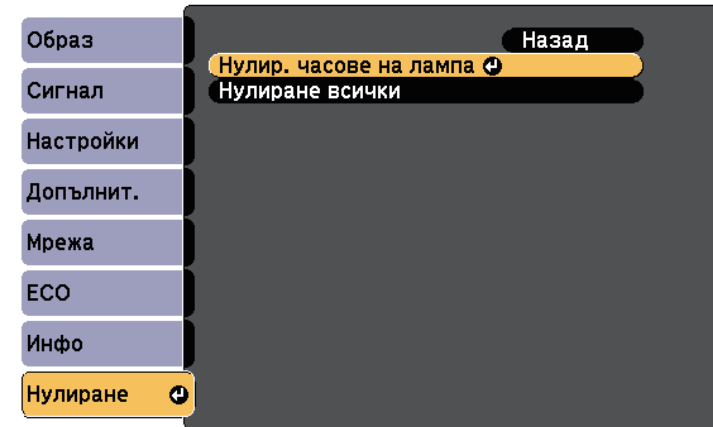 Образ
Сигнал
Настройки
Допълнит.
Мрежа
ECO
Инфо
Нулиране
Назад
Нулир. часове на лампа
Нулиране всички